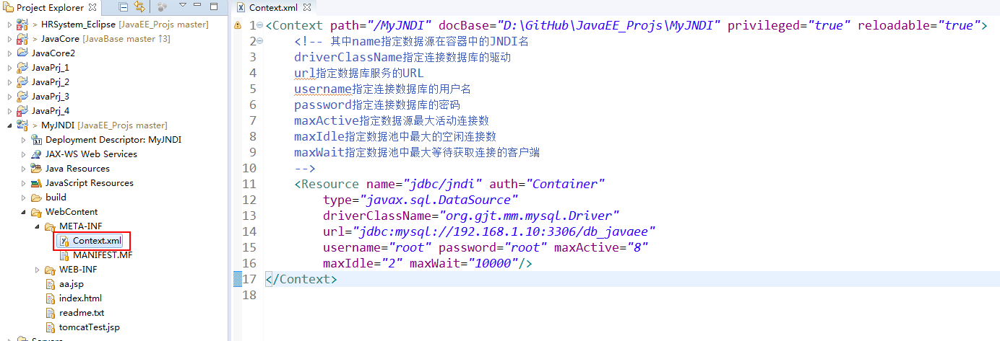 Project Explorer
> HRSystem_Eclipse [JavaEE_Projs master]
> JavaCore [JavaBase master ↑3]
JavaCore2
JavaPrj_1
JavaPrj_2
JavaPrj_3
JavaPrj_4
> MyJNDI [JavaEE_Projs master]
Deployment Descriptor: MyJNDI
JAX-WS Web Services
Java Resources
JavaScript Resources
build
WebContent
META-INF
Context.xml
MANIFEST.MF
WEB-INF
aa.jsp
index.html
readme.txt
tomcatTest.jsp
Servers
Context.xml
1 <Context path="/MyJNDI" docBase="D:\GitHub\JavaEE_Projs\MyJNDI" privileged="true" reloadable="true">
2 <!-- 其中name指定数据源在容器中的JNDI名
3 driverClassName指定连接数据库的驱动
4 url指定数据库服务的URL
5 username指定连接数据库的用户名
6 password指定连接数据库的密码
7 maxActive指定数据源最大活动连接数
8 maxIdle指定数据池中最大的空闲连接数
9 maxWait指定数据池中最大等待获取连接的客户端
10 -->
11 <Resource name="jdbc/jndi" auth="Container"
12 type="javax.sql.DataSource"
13 driverClassName="org.gjt.mm.mysql.Driver"
14 url="jdbc:mysql://192.168.1.10:3306/db_javaee"
15 username="root" password="root" maxActive="8"
16 maxIdle="2" maxWait="10000"/>
17 </Context>
18